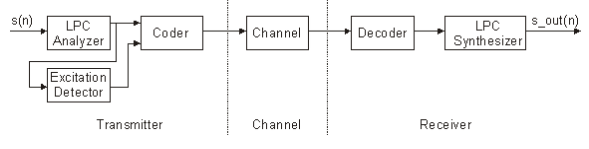 s(n)
LPC
Analyzer
Coder
Channel
Decoder
LPC
Synthesizer
s_out(n)
Excitation
Detector
Transmitter
Channel
Receiver